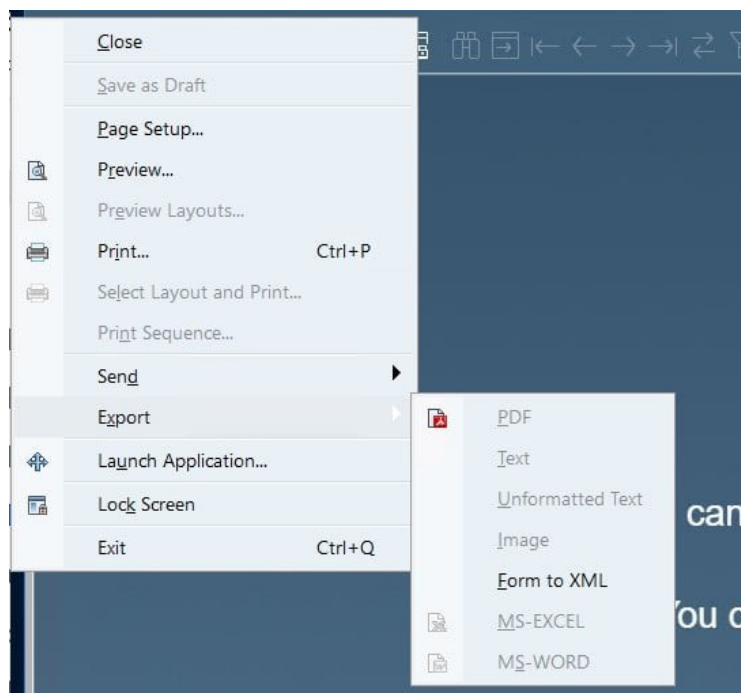 Close
Save as Draft
Page Setup...
Preview...
Preview Layouts...
Print... Ctrl+P
Select Layout and Print...
Print Sequence...
Send
Export
Launch Application...
Lock Screen
Exit Ctrl+Q
PDF
Text
Unformatted Text
Image
Form to XML
MS-EXCEL
MS-WORD
can
You c